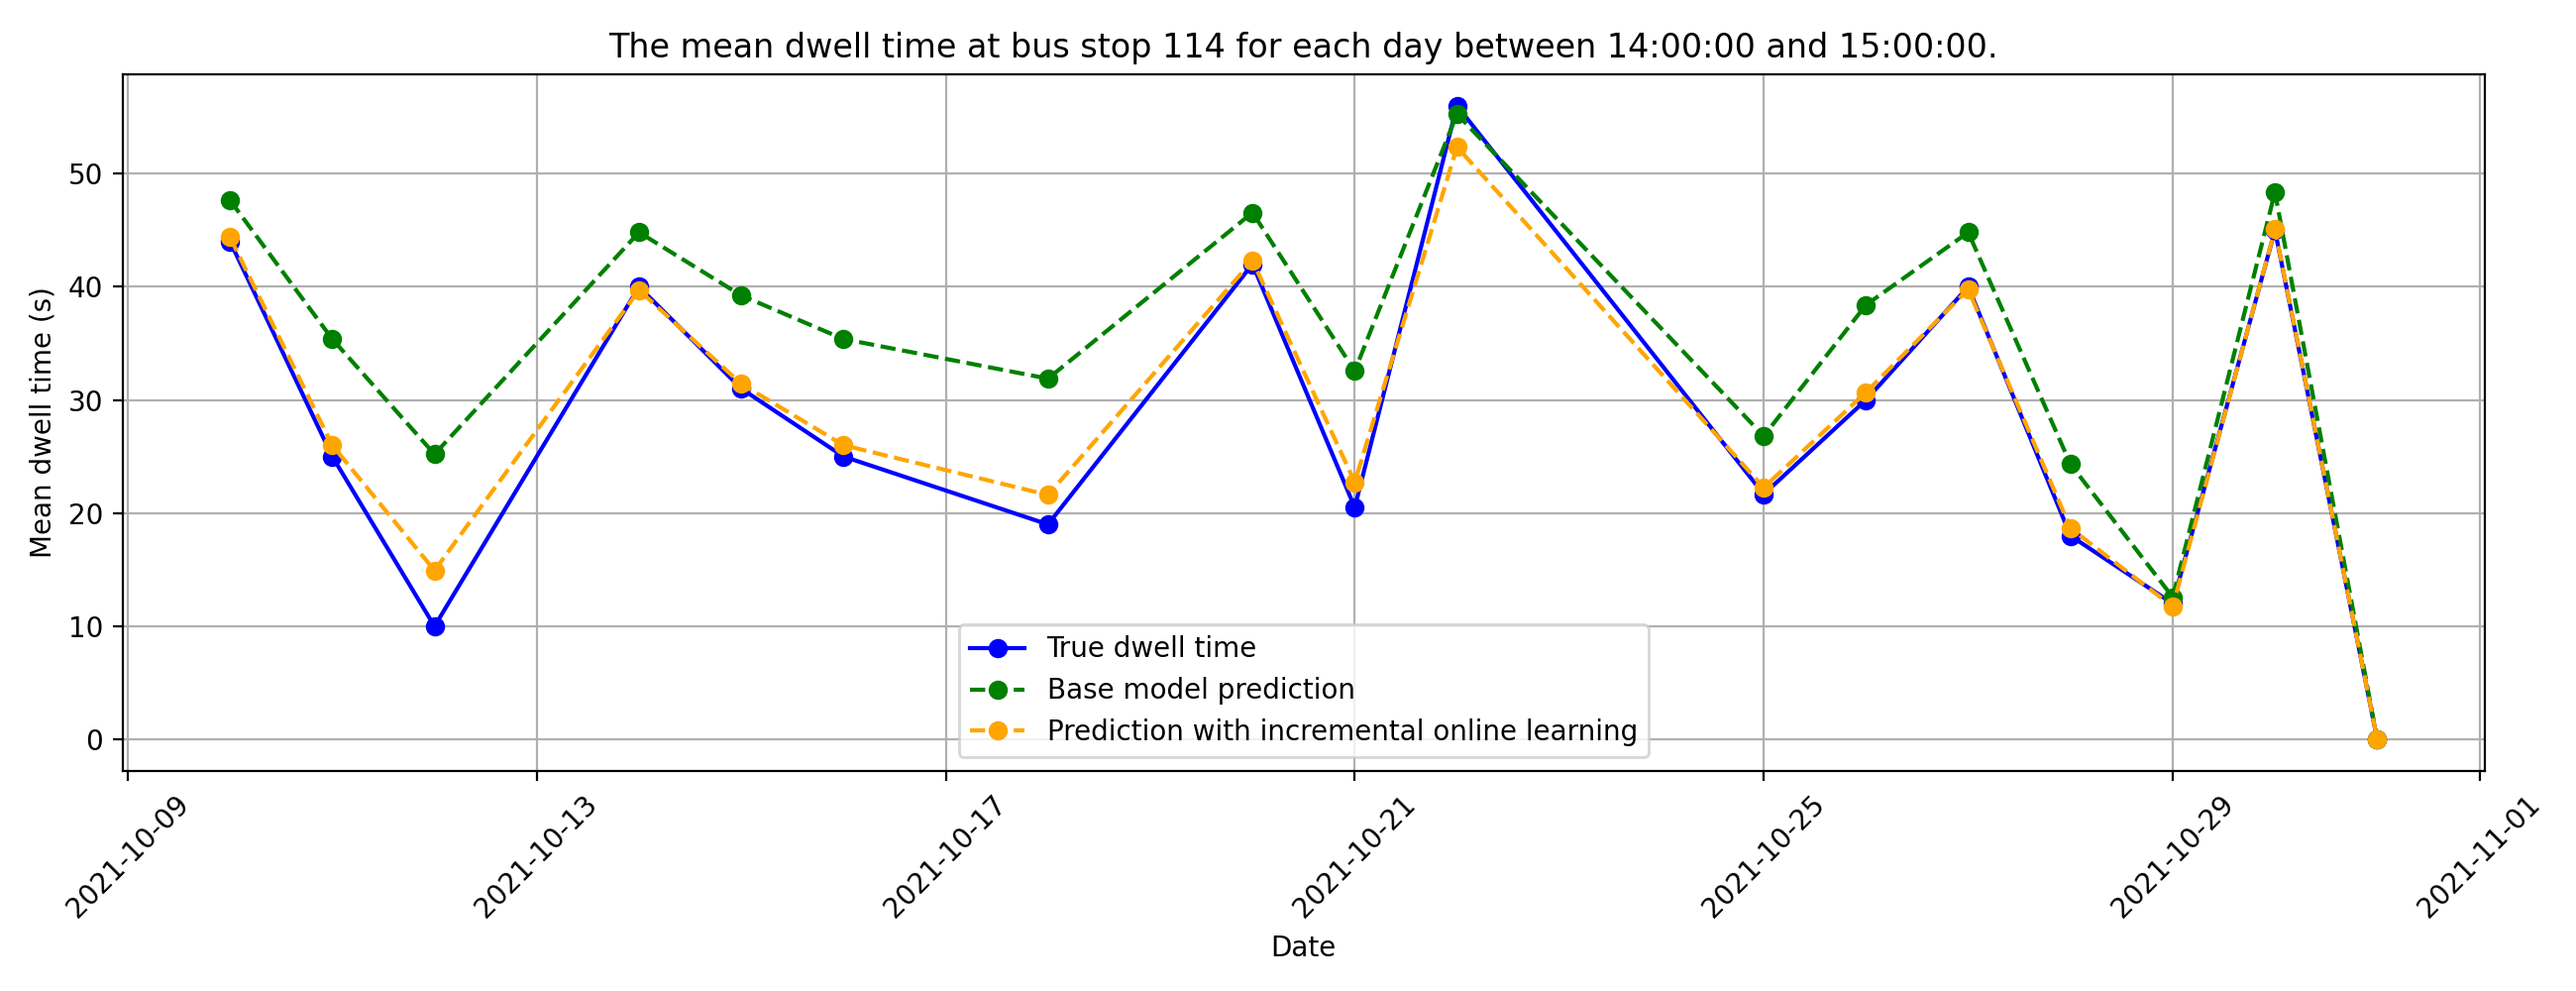 The mean dwell time at bus stop 114 for each day between 14:00:00 and 15:00:00.
Mean dwell time (s)
50
40
30
20
10
0
True dwell time
Base model prediction
Prediction with incremental online learning
2021-10-09
2021-10-13
2021-10-17
2021-10-21
2021-10-25
2021-10-29
2021-11-01
Date